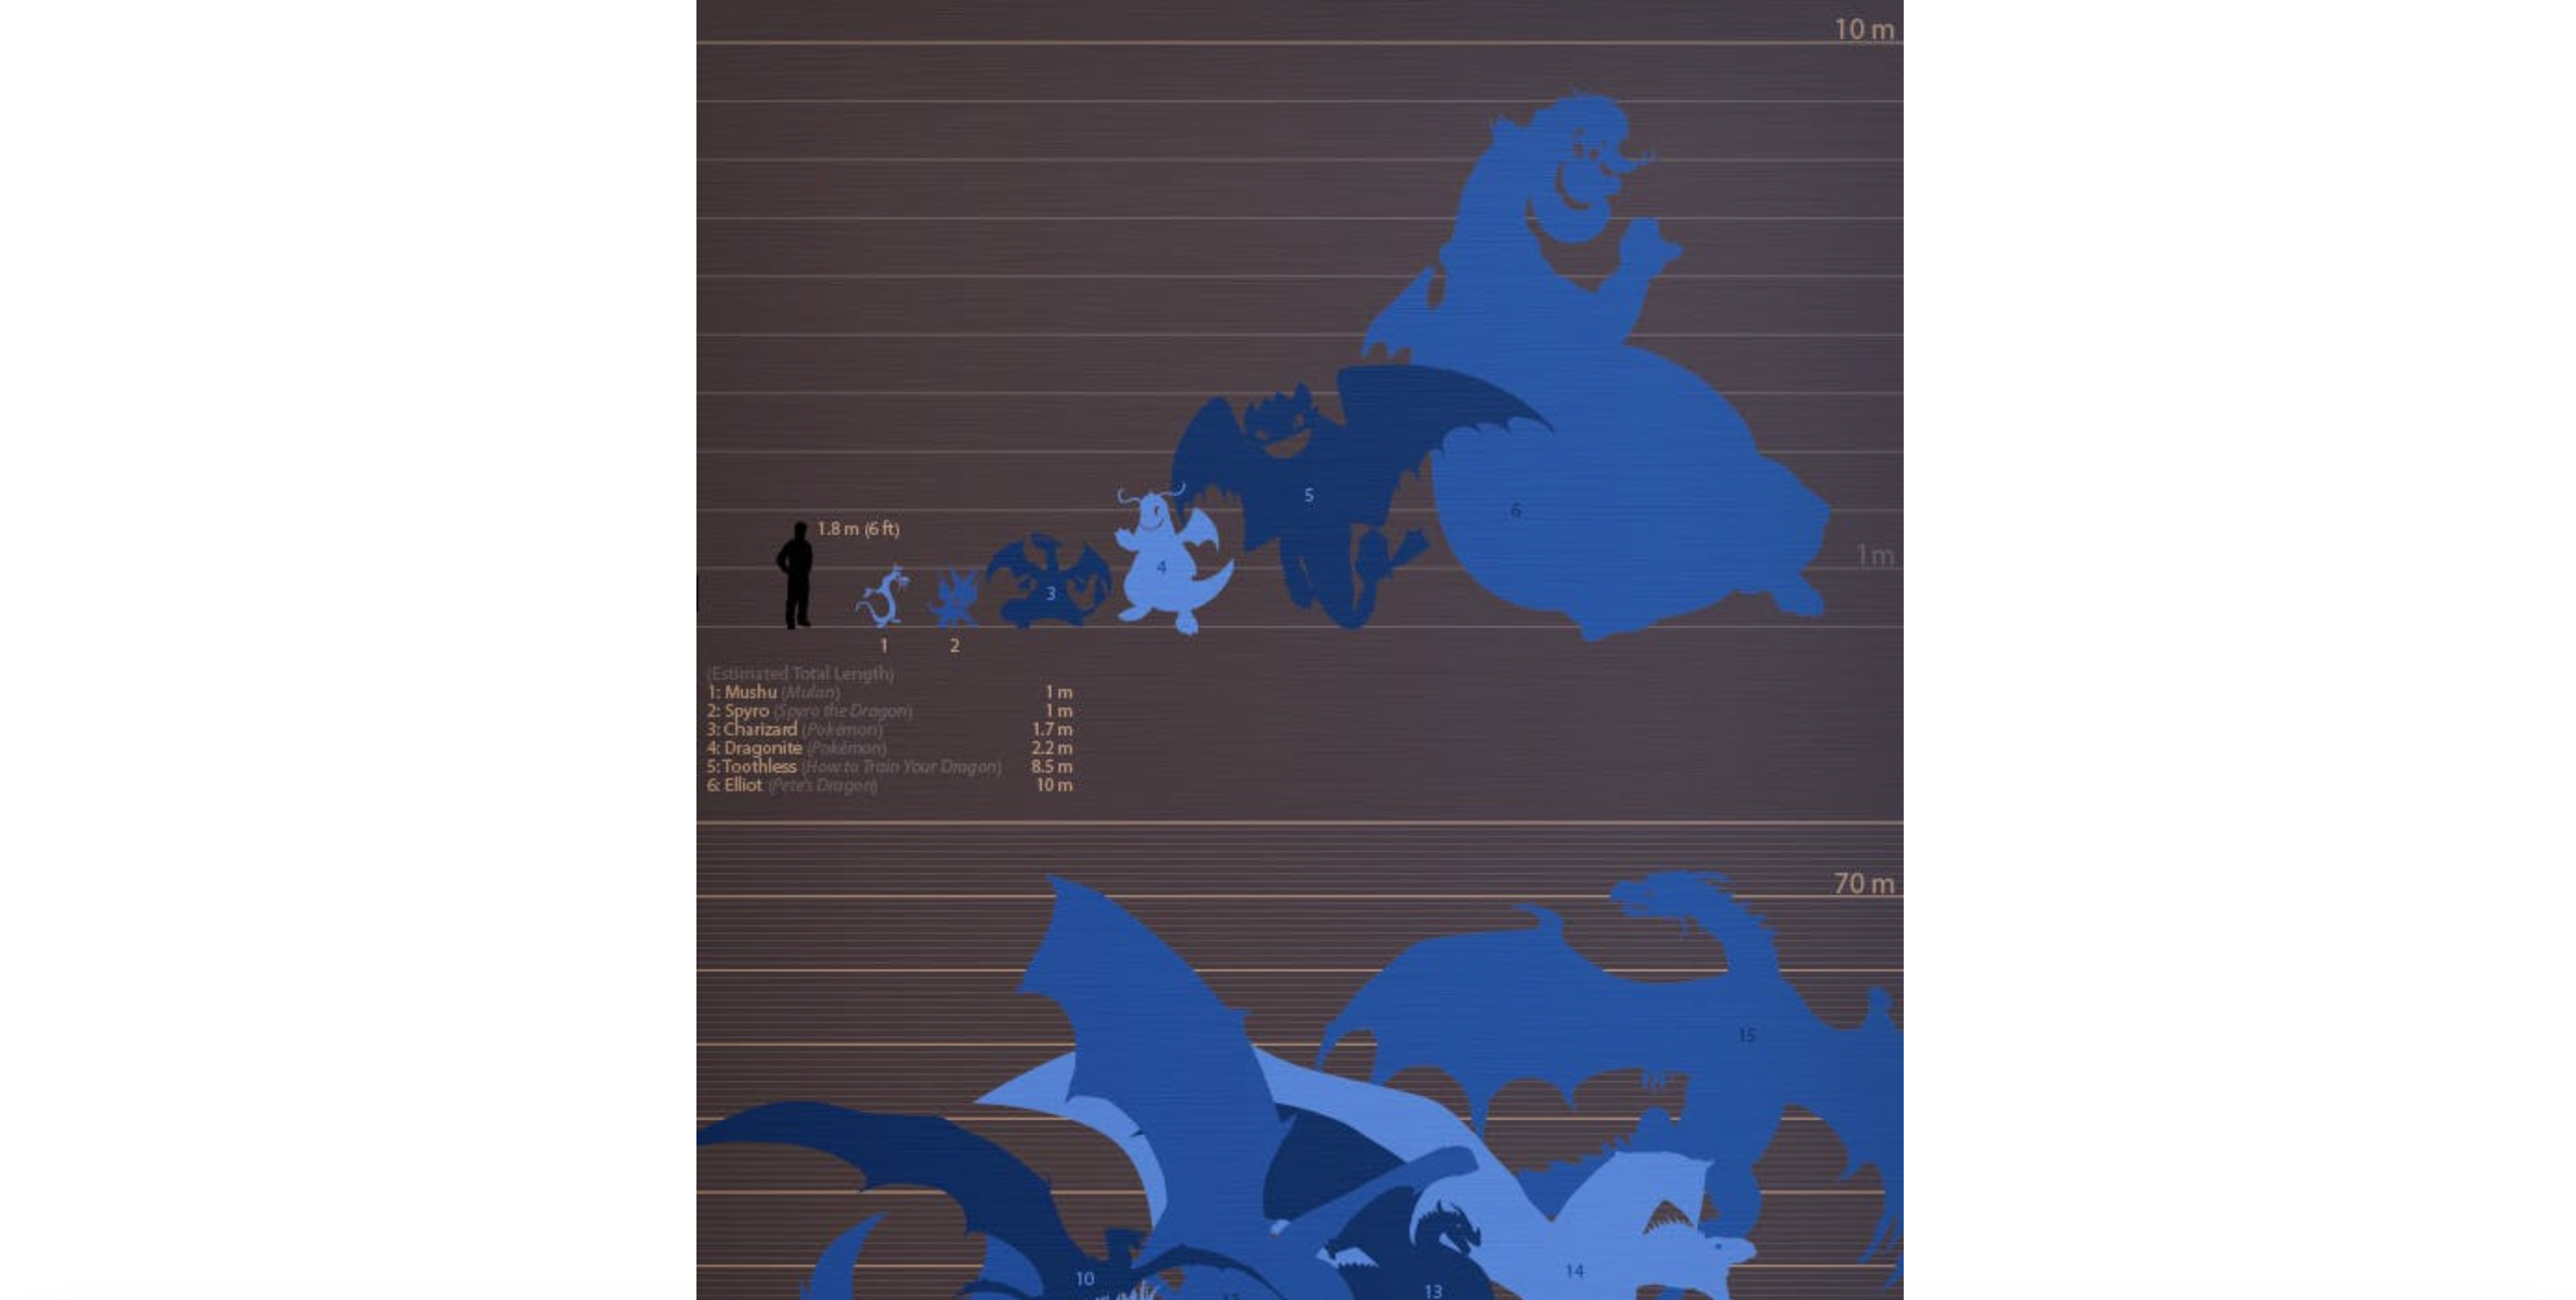 10 m
1.8 m (6 ft)
1m
5
6
4
3
1
2
(Estimated Total Length)
1: Mushu (Mulan) 1 m
2: Spyro (Spyro the Dragon) 1 m
3: Charizard (Pokémon) 1.7 m
4: Dragonite (Pokémon) 2.2 m
5: Toothless (How to Train Your Dragon) 8.5 m
6: Elliot (Pete's Dragon) 10 m
70 m
15
10
14
13